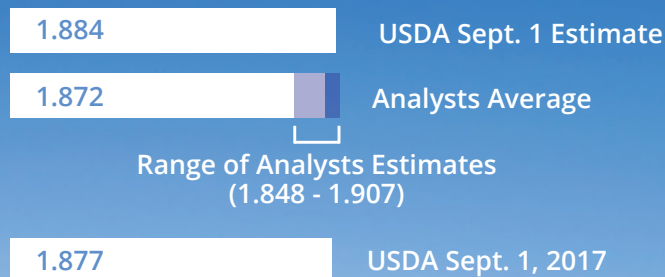 1.884 USDA Sept. 1 Estimate
1.872 Analysts Average
Range of Analysts Estimates
(1.848 - 1.907)
1.877 USDA Sept. 1, 2017